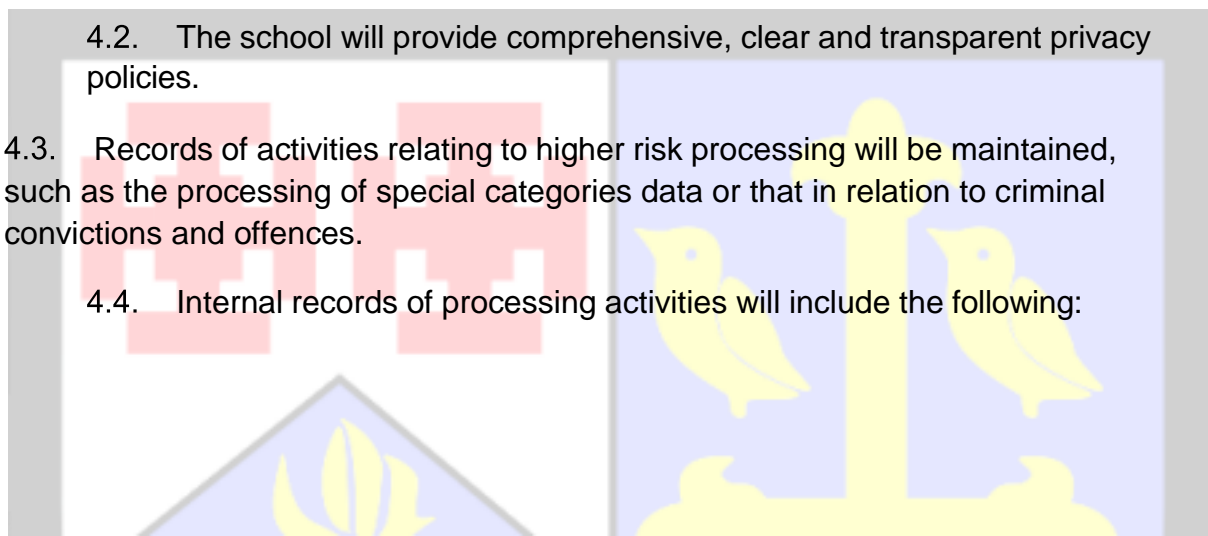 4.2. The school will provide comprehensive, clear and transparent privacy
policies.
4.3. Records of activities relating to higher risk processing will be maintained,
such as the processing of special categories data or that in relation to criminal
convictions and offences.
4.4. Internal records of processing activities will include the following: